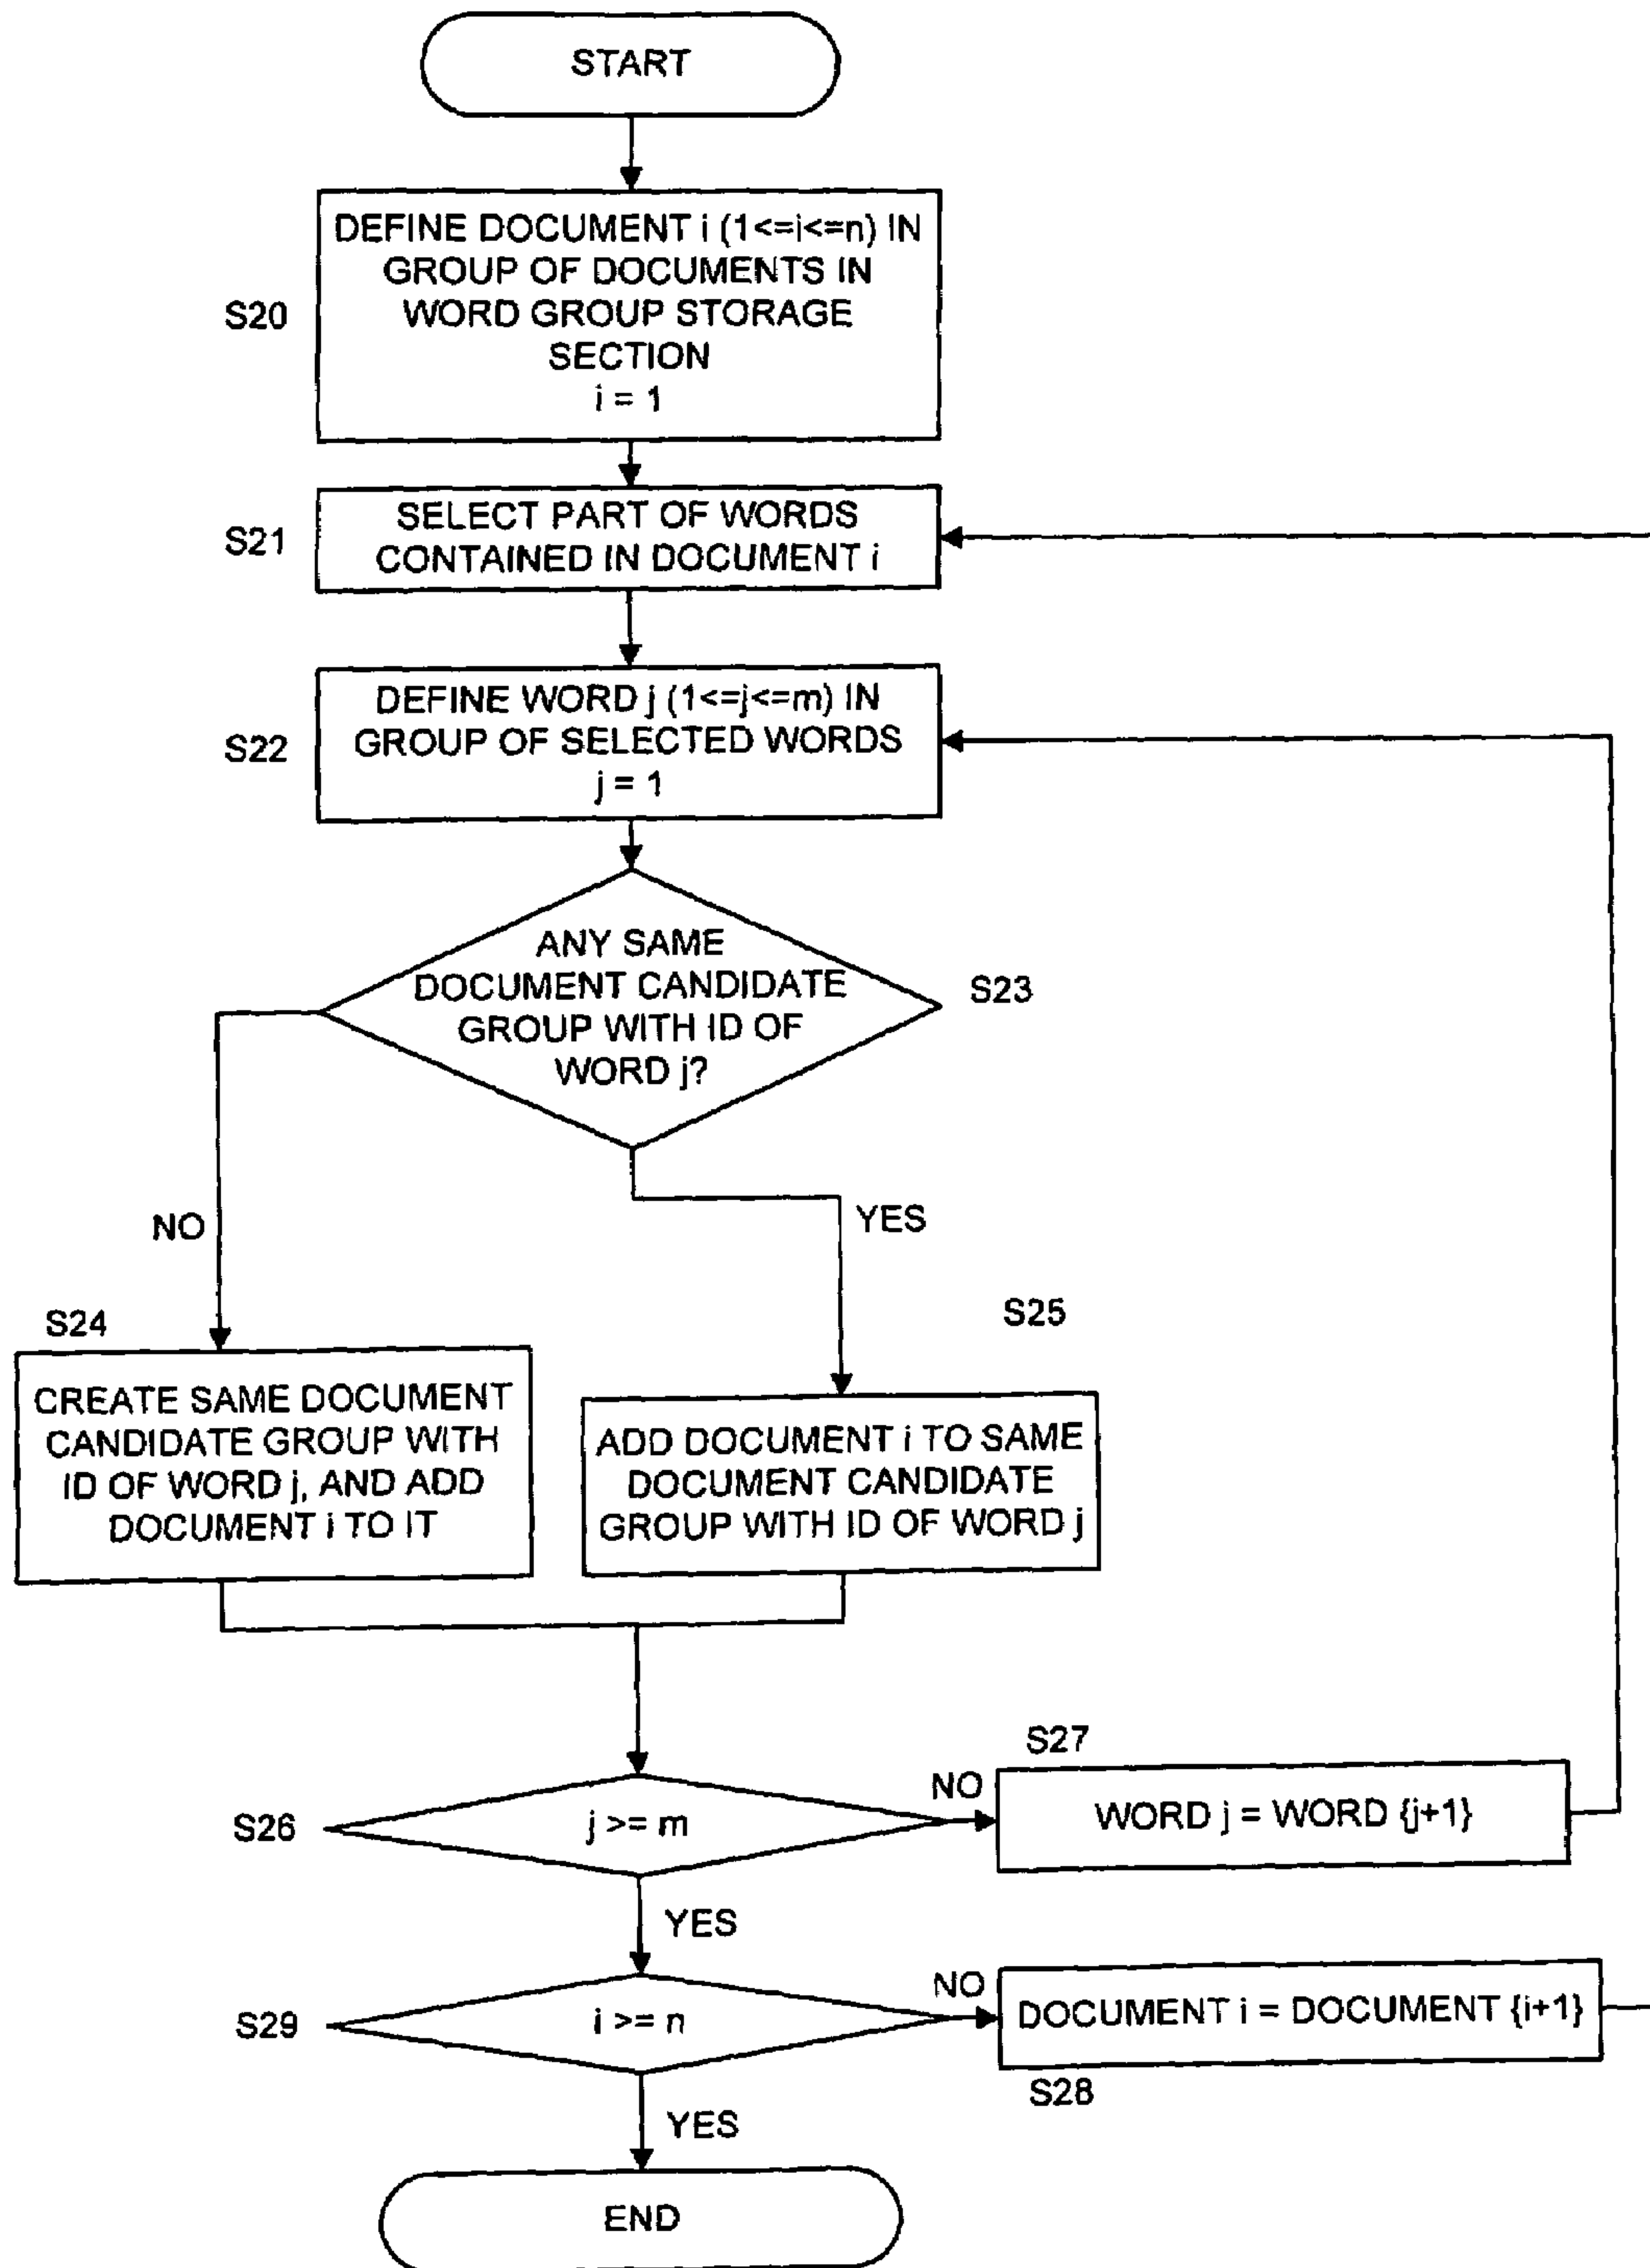 START
DEFINE DOCUMENT i (1<=i<=n) IN
GROUP OF DOCUMENTS IN
WORD GROUP STORAGE
SECTION
i = 1
S20
SELECT PART OF WORDS
CONTAINED IN DOCUMENT i
S21
DEFINE WORD j (1<=j<=m) IN
GROUP OF SELECTED WORDS
j = 1
S22
ANY SAME
DOCUMENT CANDIDATE
GROUP WITH ID OF
WORD j?
S23
NO
YES
S24
CREATE SAME DOCUMENT
CANDIDATE GROUP WITH
ID OF WORD j, AND ADD
DOCUMENT i TO IT
S25
ADD DOCUMENT i TO SAME
DOCUMENT CANDIDATE
GROUP WITH ID OF WORD j
S26
j >= m
NO
S27
WORD j = WORD {j+1}
YES
S29
i >= n
NO
DOCUMENT i = DOCUMENT {i+1}
S28
YES
END